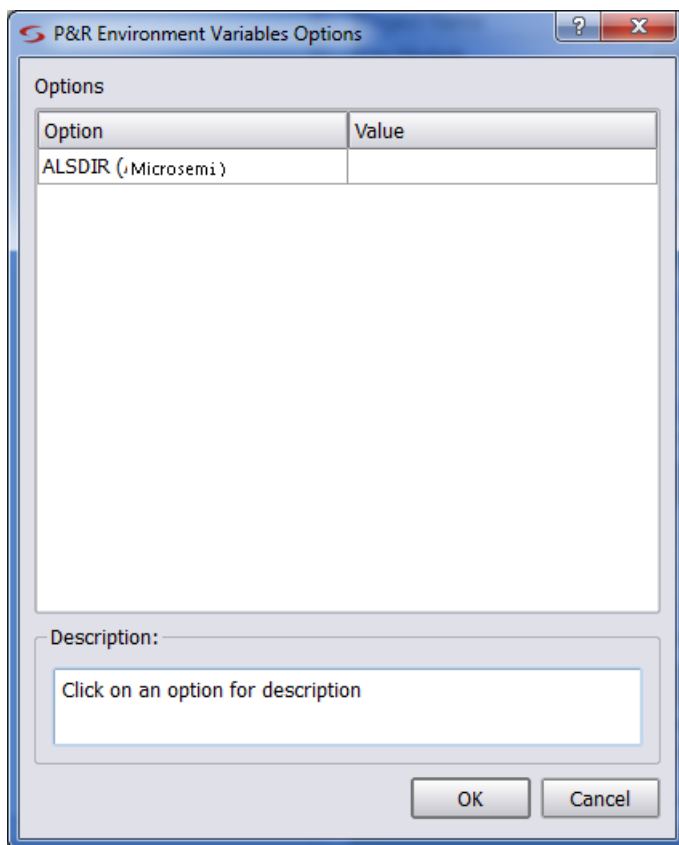 P&R Environment Variables Options
?
X
Options
Option Value
ALSDIR (Microsemi)
Description:
Click on an option for description
OK Cancel